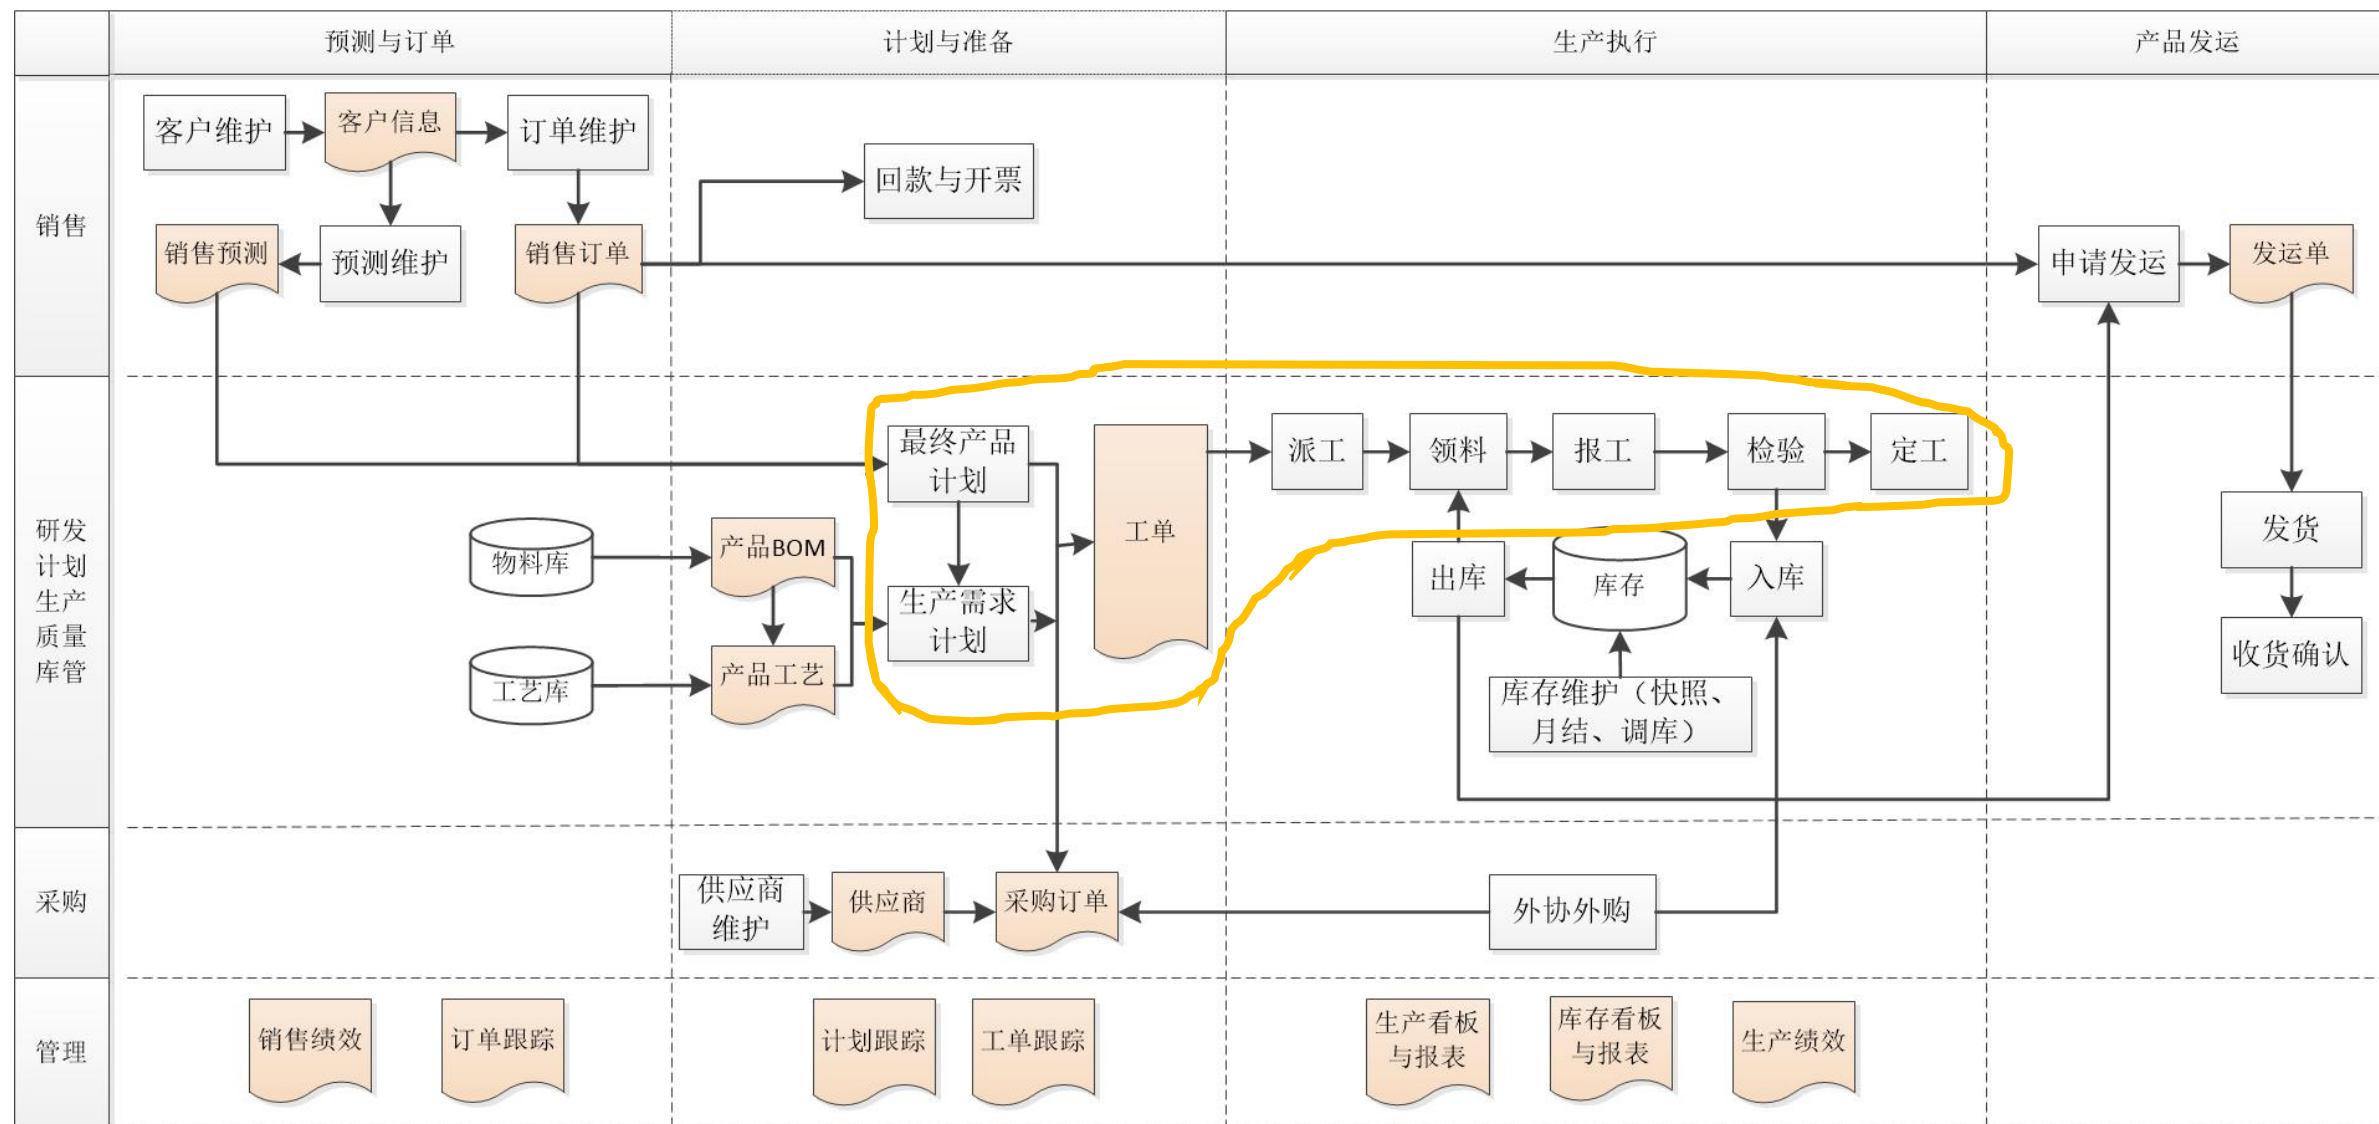 预测与订单
计划与准备
生产执行
产品发运
销售
客户维护
客户信息
订单维护
回款与开票
销售预测
预测维护
销售订单
申请发运
发运单
研发
计划
生产
质量
库管
最终产品
计划
工单
派工
领料
报工
检验
定工
物料库
产品BOM
生产需求
计划
出库
库存
入库
发货
工艺库
产品工艺
库存维护（快照、
月结、调库）
收货确认
采购
供应商
维护
供应商
采购订单
外协外购
管理
销售绩效
订单跟踪
计划跟踪
工单跟踪
生产看板
与报表
库存看板
与报表
生产绩效